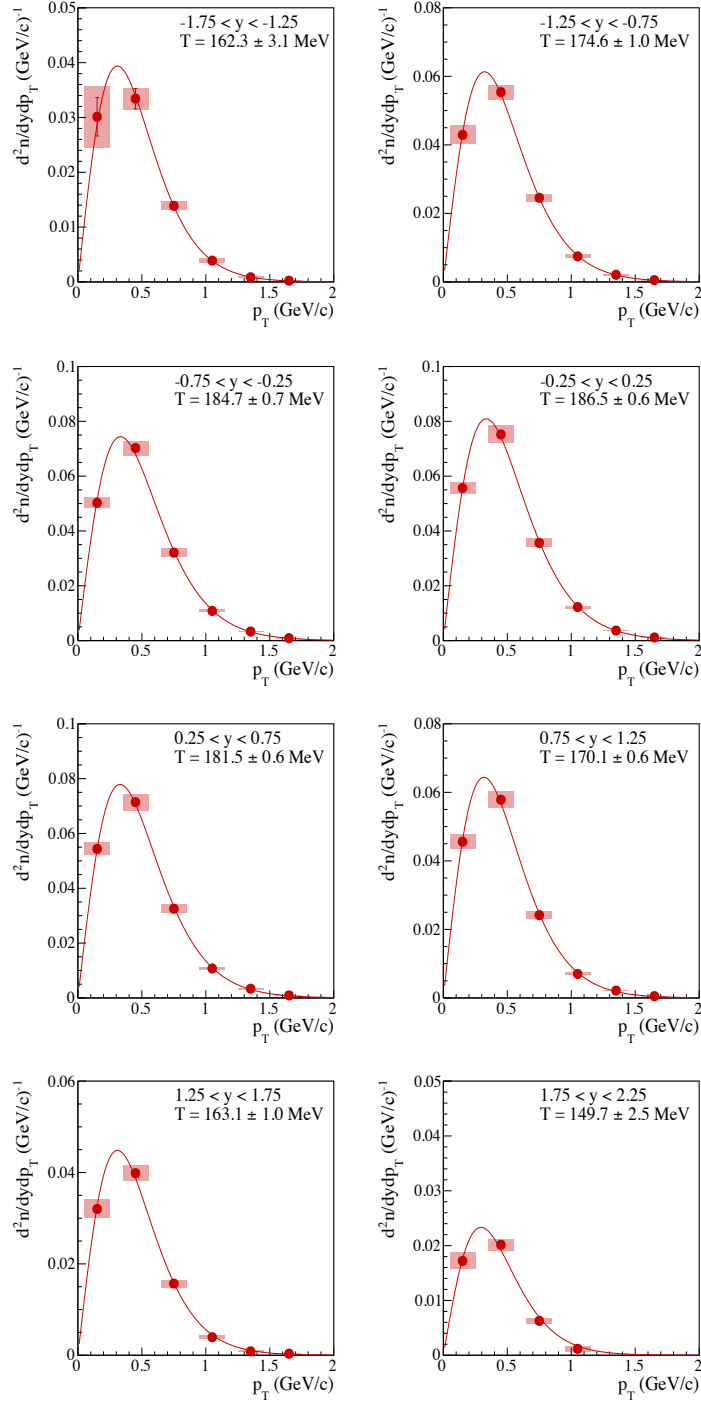 -1.75 < y < -1.25
T = 162.3 ± 3.1 MeV
d²n/dydp_T (GeV/c)⁻¹
0.05
0.04
0.03
0.02
0.01
0
0 0.5 1 1.5 2
p_T (GeV/c)
-1.25 < y < -0.75
T = 174.6 ± 1.0 MeV
d²n/dydp_T (GeV/c)⁻¹
0.08
0.06
0.04
0.02
0
0 0.5 1 1.5 2
p_T (GeV/c)
-0.75 < y < -0.25
T = 184.7 ± 0.7 MeV
d²n/dydp_T (GeV/c)⁻¹
0.1
0.08
0.06
0.04
0.02
0
0 0.5 1 1.5 2
p_T (GeV/c)
-0.25 < y < 0.25
T = 186.5 ± 0.6 MeV
d²n/dydp_T (GeV/c)⁻¹
0.1
0.08
0.06
0.04
0.02
0
0 0.5 1 1.5 2
p_T (GeV/c)
0.25 < y < 0.75
T = 181.5 ± 0.6 MeV
d²n/dydp_T (GeV/c)⁻¹
0.1
0.08
0.06
0.04
0.02
0
0 0.5 1 1.5 2
p_T (GeV/c)
0.75 < y < 1.25
T = 170.1 ± 0.6 MeV
d²n/dydp_T (GeV/c)⁻¹
0.08
0.06
0.04
0.02
0
0 0.5 1 1.5 2
p_T (GeV/c)
1.25 < y < 1.75
T = 163.1 ± 1.0 MeV
d²n/dydp_T (GeV/c)⁻¹
0.06
0.04
0.02
0
0 0.5 1 1.5 2
p_T (GeV/c)
1.75 < y < 2.25
T = 149.7 ± 2.5 MeV
d²n/dydp_T (GeV/c)⁻¹
0.05
0.04
0.03
0.02
0.01
0
0 0.5 1 1.5 2
p_T (GeV/c)